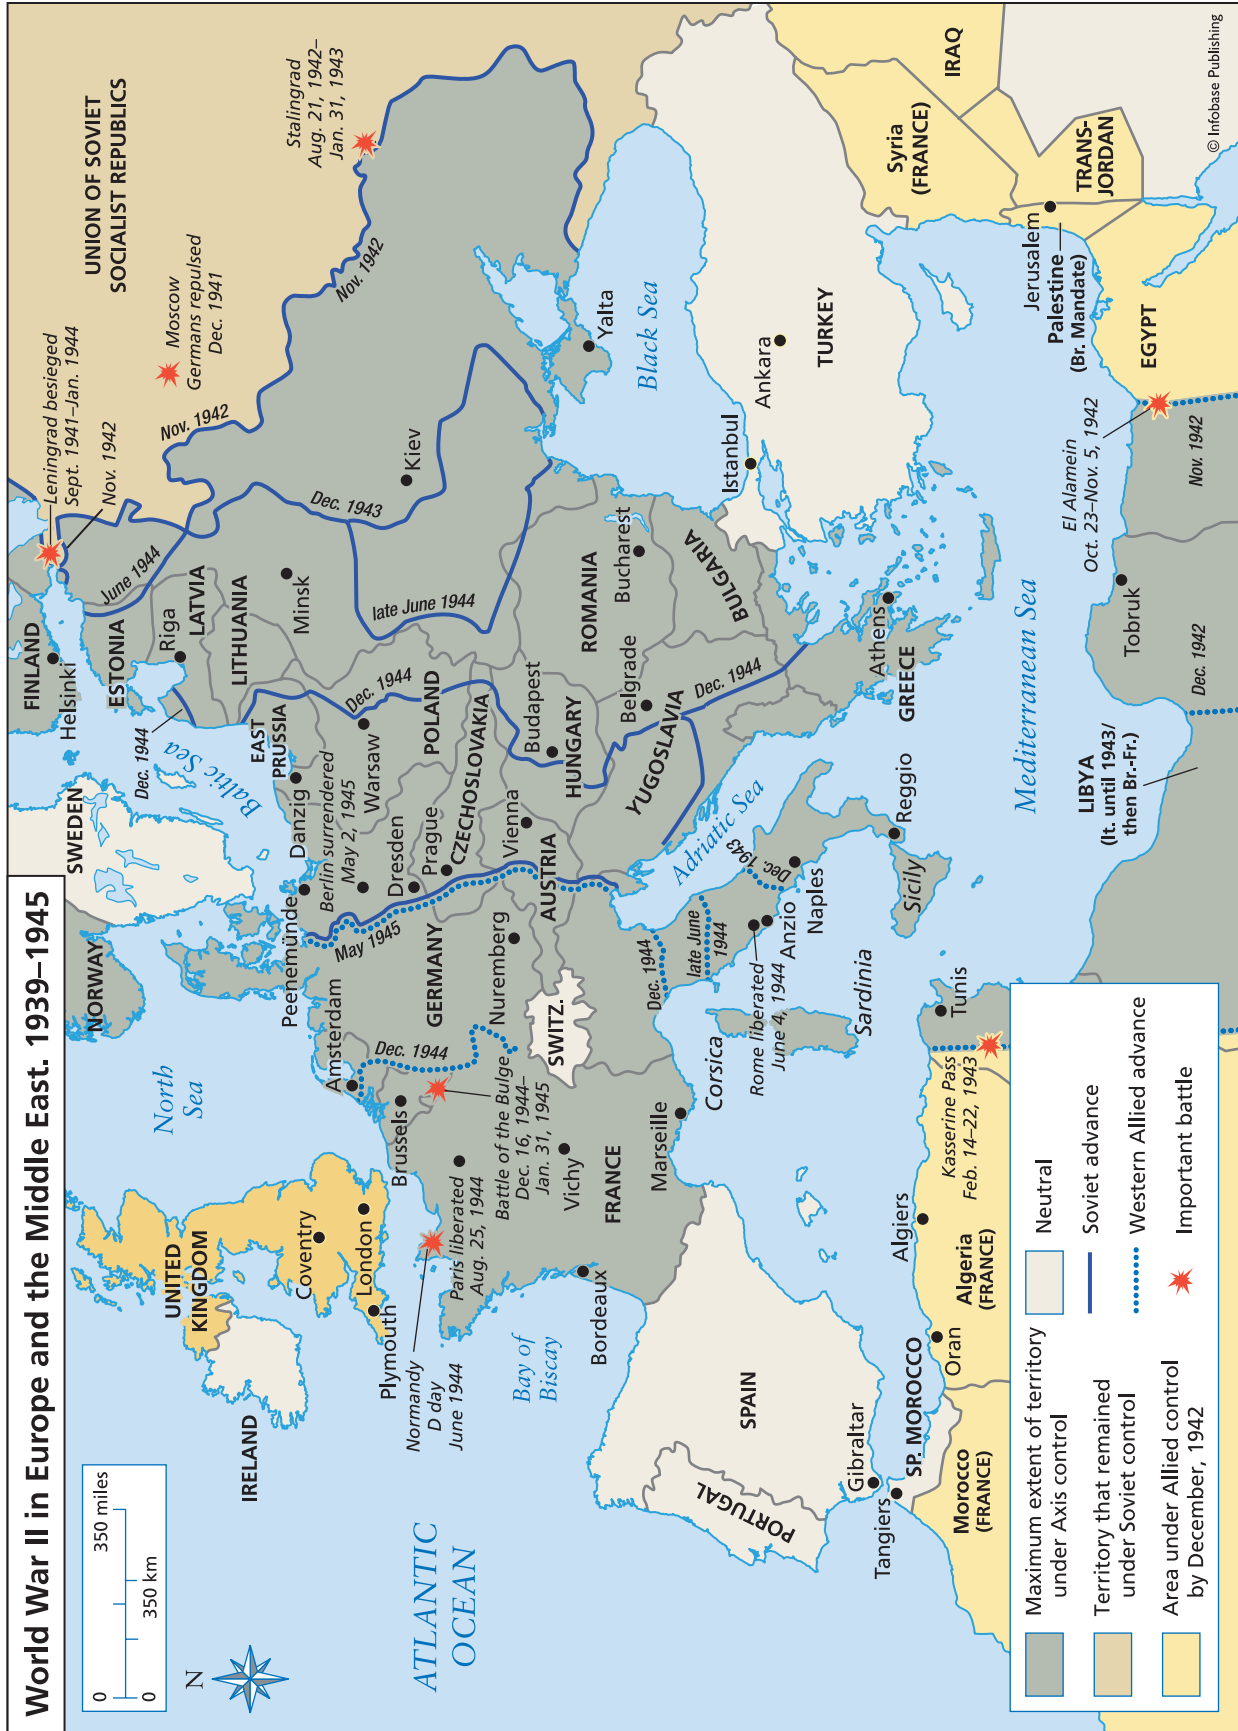 World War II in Europe and the Middle East. 1939–1945
0
350 miles
0
350 km
N
ATLANTIC
OCEAN
North
Sea
Baltic Sea
Bay of
Biscay
Adriatic Sea
Black Sea
Mediterranean Sea
NORWAY
SWEDEN
FINLAND
Helsinki
ESTONIA
Riga
LATVIA
LITHUANIA
Minsk
EAST
PRUSSIA
Danzig
UNION OF SOVIET
SOCIALIST REPUBLICS
Leningrad besieged
Sept. 1941–Jan. 1944
Nov. 1942
Moscow
Germans repulsed
Dec. 1941
Stalingrad
Aug. 21, 1942–
Jan. 31, 1943
Nov. 1942
Nov. 1942
June 1944
Dec. 1943
late June 1944
Dec. 1944
Dec. 1944
Dec. 1944
Kiev
Yalta
IRELAND
UNITED
KINGDOM
Coventry
London
Plymouth
Normandy
D day
June 1944
Paris liberated
Aug. 25, 1944
Battle of the Bulge
Dec. 16, 1944–
Jan. 31, 1945
Amsterdam
Brussels
Dec. 1944
Peenemünde
Berlin surrendered
May 2, 1945
May 1945
GERMANY
Nuremberg
Dresden
Prague
CZECHOSLOVAKIA
Warsaw
POLAND
Vienna
AUSTRIA
SWITZ.
Budapest
HUNGARY
Belgrade
YUGOSLAVIA
ROMANIA
Bucharest
BULGARIA
FRANCE
Vichy
Bordeaux
Marseille
Corsica
Sardinia
Dec. 1944
late June
1944
Dec. 1943
Rome liberated
June 4, 1944
Anzio
Naples
Reggio
Sicily
GREECE
Athens
Istanbul
Ankara
TURKEY
Syria
(FRANCE)
IRAQ
TRANS-
JORDAN
Jerusalem
Palestine
(Br. Mandate)
EGYPT
El Alamein
Oct. 23–Nov. 5, 1942
Nov. 1942
Tobruk
Dec. 1942
LIBYA
(It. until 1943/
then Br.-Fr.)
Tunis
Kasserine Pass
Feb. 14–22, 1943
Algiers
Algeria
(FRANCE)
Oran
SPAIN
PORTUGAL
Gibraltar
Tangiers
SP. MOROCCO
Morocco
(FRANCE)
Maximum extent of territory
under Axis control
Territory that remained
under Soviet control
Area under Allied control
by December, 1942
Neutral
Soviet advance
Western Allied advance
Important battle
© Infobase Publishing